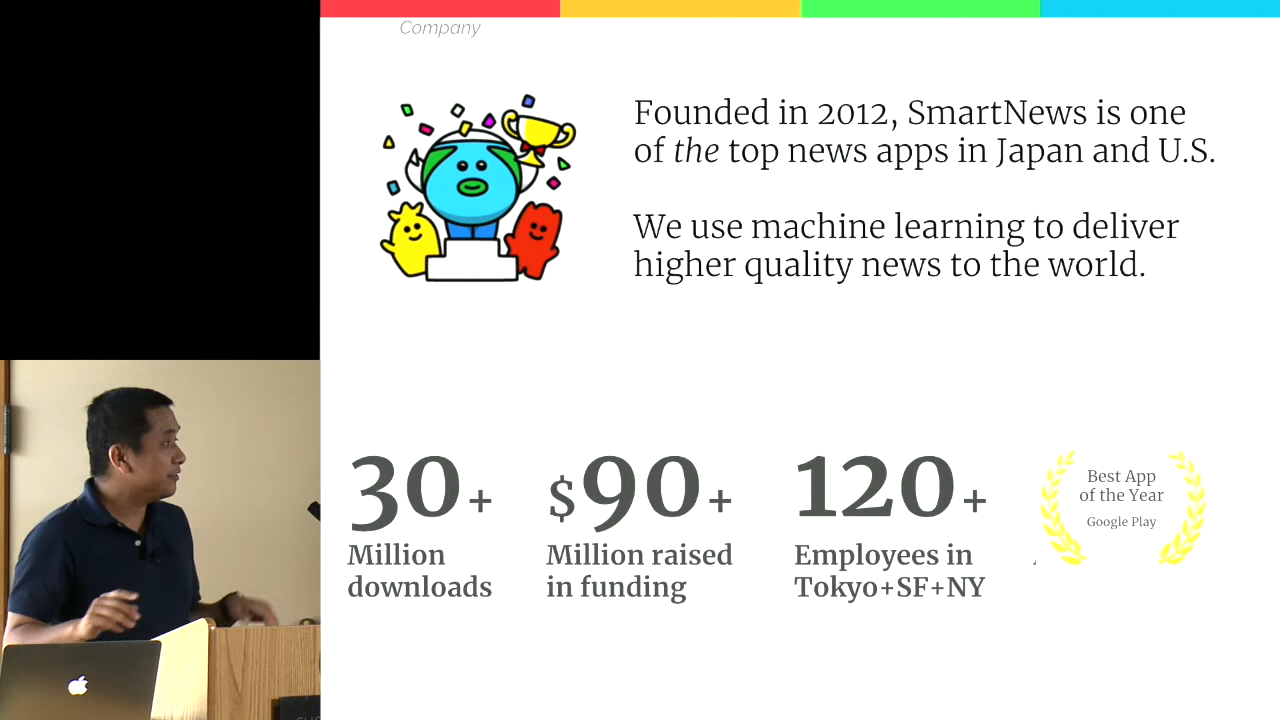 Company
Founded in 2012, SmartNews is one
of the top news apps in Japan and U.S.
We use machine learning to deliver
higher quality news to the world.
30+
Million
downloads
$90+
Million raised
in funding
120+
Employees in
Tokyo+SF+NY
Best App
of the Year
Google Play